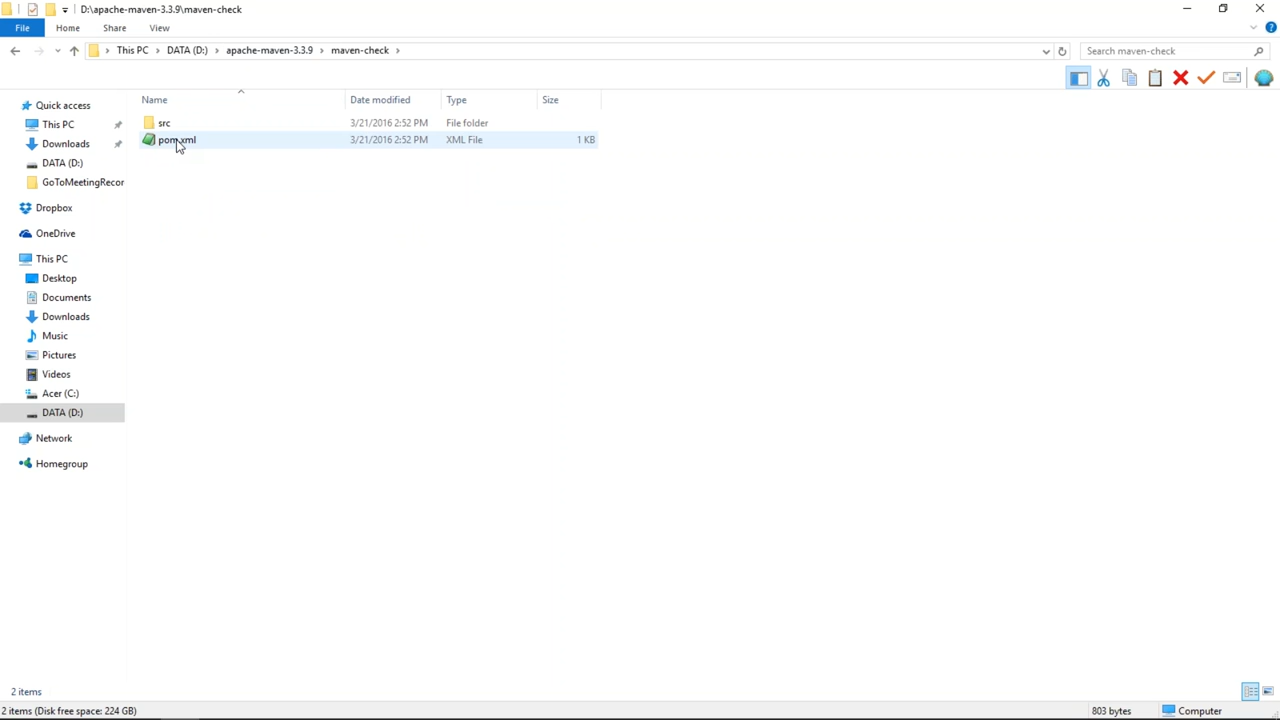 D:\apache-maven-3.3.9\maven-check
File Home Share View
This PC DATA (D:) apache-maven-3.3.9 maven-check Search maven-check
Name Date modified Type Size
src 3/21/2016 2:52 PM File folder
pom.xml 3/21/2016 2:52 PM XML File 1 KB
Quick access
This PC
Downloads
DATA (D:)
GoToMeetingRecor
Dropbox
OneDrive
This PC
Desktop
Documents
Downloads
Music
Pictures
Videos
Acer (C:)
DATA (D:)
Network
Homegroup
2 items
2 items (Disk free space: 224 GB) 803 bytes Computer